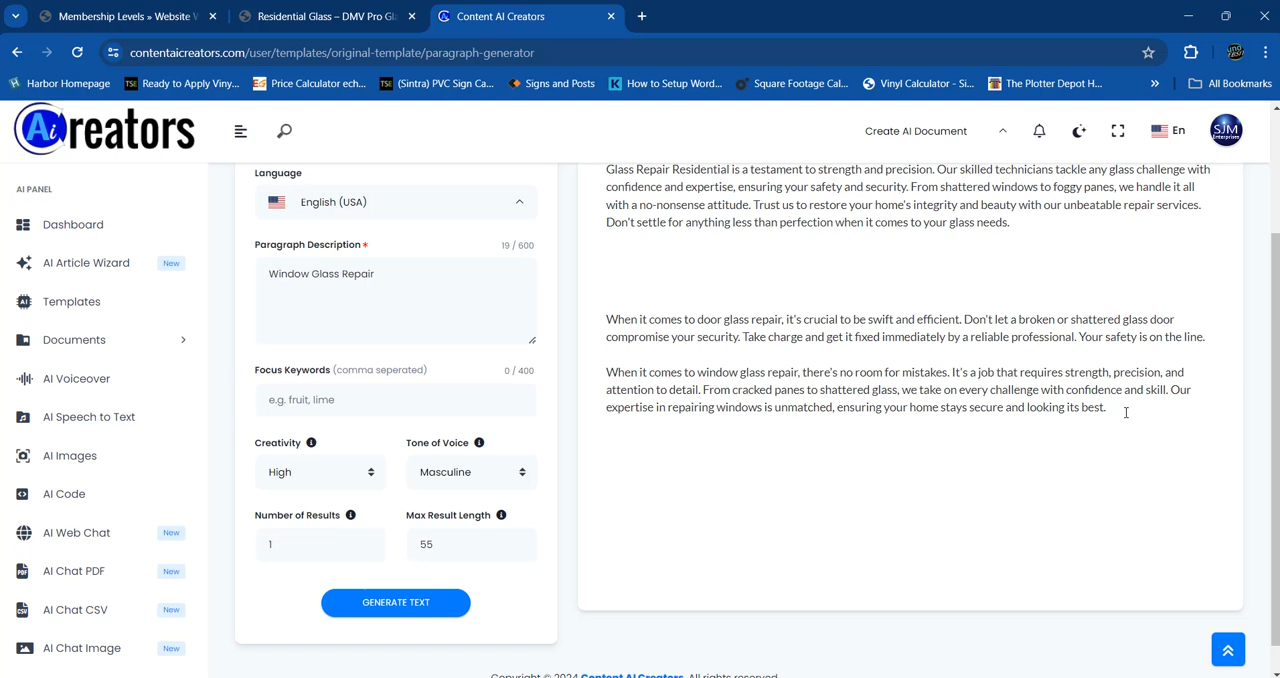 Membership Levels » Website W
Residential Glass – DMV Pro Gl
Content AI Creators
contentaicreators.com/user/templates/original-template/paragraph-generator
Harbor Homepage
TSE Ready to Apply Viny...
Price Calculator ech...
TSE (Sintra) PVC Sign Ca...
Signs and Posts
K How to Setup Word...
Square Footage Cal...
Vinyl Calculator - Si...
The Plotter Depot H...
»
All Bookmarks
Ai Creators
Create AI Document
En
SJM
Enterprises
AI PANEL
Dashboard
AI Article Wizard
New
Templates
Documents
AI Voiceover
AI Speech to Text
AI Images
AI Code
AI Web Chat
New
AI Chat PDF
New
AI Chat CSV
New
AI Chat Image
New
Language
English (USA)
Paragraph Description *
19 / 600
Window Glass Repair
Focus Keywords (comma seperated)
0 / 400
e.g. fruit, lime
Creativity
Tone of Voice
High
Masculine
Number of Results
Max Result Length
1
55
GENERATE TEXT
Glass Repair Residential is a testament to strength and precision. Our skilled technicians tackle any glass challenge with
confidence and expertise, ensuring your safety and security. From shattered windows to foggy panes, we handle it all
with a no-nonsense attitude. Trust us to restore your home's integrity and beauty with our unbeatable repair services.
Don't settle for anything less than perfection when it comes to your glass needs.
When it comes to door glass repair, it's crucial to be swift and efficient. Don't let a broken or shattered glass door
compromise your security. Take charge and get it fixed immediately by a reliable professional. Your safety is on the line.
When it comes to window glass repair, there's no room for mistakes. It's a job that requires strength, precision, and
attention to detail. From cracked panes to shattered glass, we take on every challenge with confidence and skill. Our
expertise in repairing windows is unmatched, ensuring your home stays secure and looking its best.
Copyright © 2024 Content AI Creators. All rights reserved